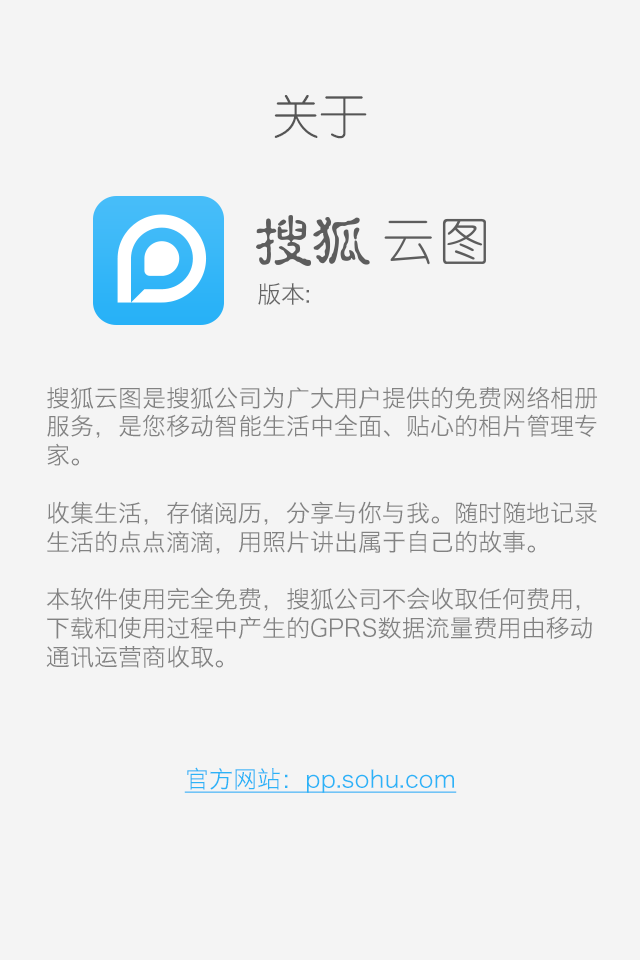 关于
搜狐 云图
版本:
搜狐云图是搜狐公司为广大用户提供的免费网络相册
服务，是您移动智能生活中全面、贴心的相片管理专
家。
收集生活，存储阅历，分享与你与我。随时随地记录
生活的点点滴滴，用照片讲出属于自己的故事。
本软件使用完全免费，搜狐公司不会收取任何费用，
下载和使用过程中产生的GPRS数据流量费用由移动
通讯运营商收取。
官方网站：pp.sohu.com